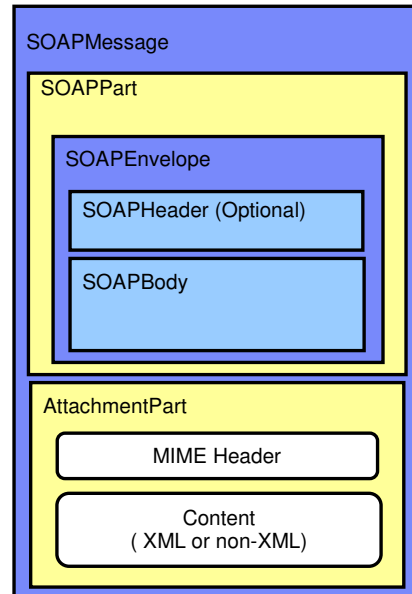 SOAPMessage
SOAPPart
SOAPEnvelope
SOAPHeader (Optional)
SOAPBody
AttachmentPart
MIME Header
Content
( XML or non-XML)